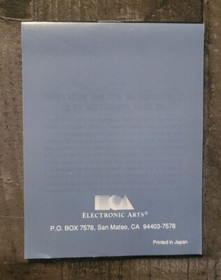 ELECTRONIC ARTS®
P.O. BOX 7578, San Mateo, CA 94403-7578
Printed in Japan